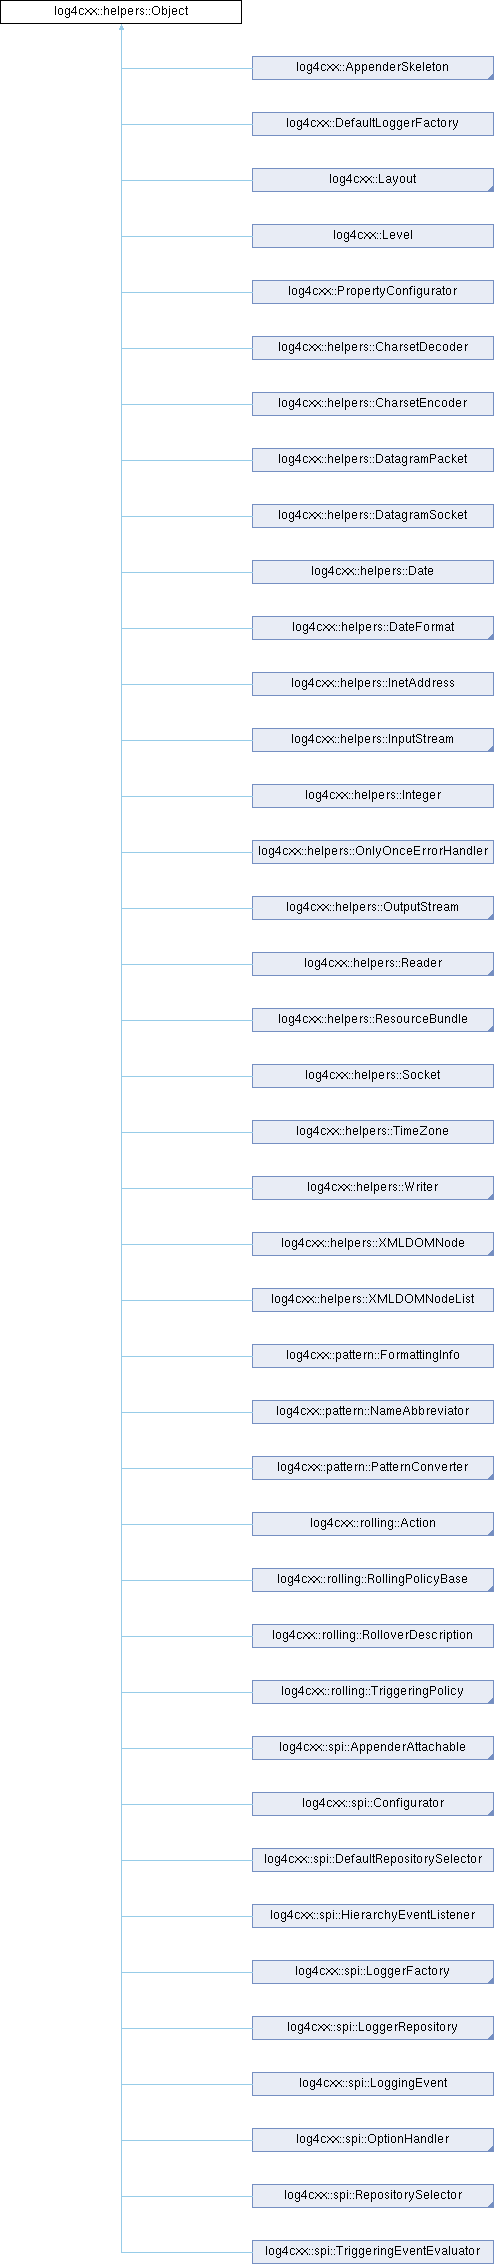 log4cxx::helpers::Object
log4cxx::AppenderSkeleton
log4cxx::DefaultLoggerFactory
log4cxx::Layout
log4cxx::Level
log4cxx::PropertyConfigurator
log4cxx::helpers::CharsetDecoder
log4cxx::helpers::CharsetEncoder
log4cxx::helpers::DatagramPacket
log4cxx::helpers::DatagramSocket
log4cxx::helpers::Date
log4cxx::helpers::DateFormat
log4cxx::helpers::InetAddress
log4cxx::helpers::InputStream
log4cxx::helpers::Integer
log4cxx::helpers::OnlyOnceErrorHandler
log4cxx::helpers::OutputStream
log4cxx::helpers::Reader
log4cxx::helpers::ResourceBundle
log4cxx::helpers::Socket
log4cxx::helpers::TimeZone
log4cxx::helpers::Writer
log4cxx::helpers::XMLDOMNode
log4cxx::helpers::XMLDOMNodeList
log4cxx::pattern::FormattingInfo
log4cxx::pattern::NameAbbreviator
log4cxx::pattern::PatternConverter
log4cxx::rolling::Action
log4cxx::rolling::RollingPolicyBase
log4cxx::rolling::RolloverDescription
log4cxx::rolling::TriggeringPolicy
log4cxx::spi::AppenderAttachable
log4cxx::spi::Configurator
log4cxx::spi::DefaultRepositorySelector
log4cxx::spi::HierarchyEventListener
log4cxx::spi::LoggerFactory
log4cxx::spi::LoggerRepository
log4cxx::spi::LoggingEvent
log4cxx::spi::OptionHandler
log4cxx::spi::RepositorySelector
log4cxx::spi::TriggeringEventEvaluator